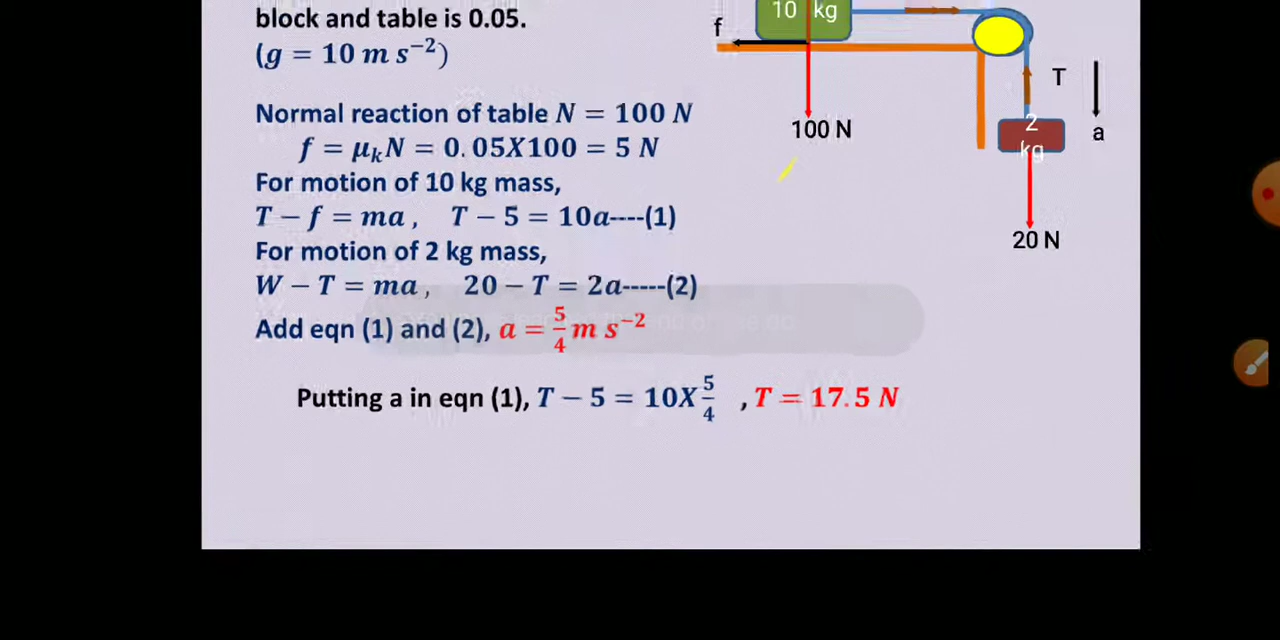 block and table is 0.05.
(g = 10 m s⁻²)
Normal reaction of table N = 100 N
f = μₖN = 0.05X100 = 5 N
For motion of 10 kg mass,
T − f = ma , T − 5 = 10a----(1)
For motion of 2 kg mass,
W − T = ma , 20 − T = 2a-----(2)
Add eqn (1) and (2), a = 5/4 m s⁻²
Putting a in eqn (1), T − 5 = 10X 5/4 , T = 17.5 N
10 kg
f
100 N
T
a
2
kg
20 N